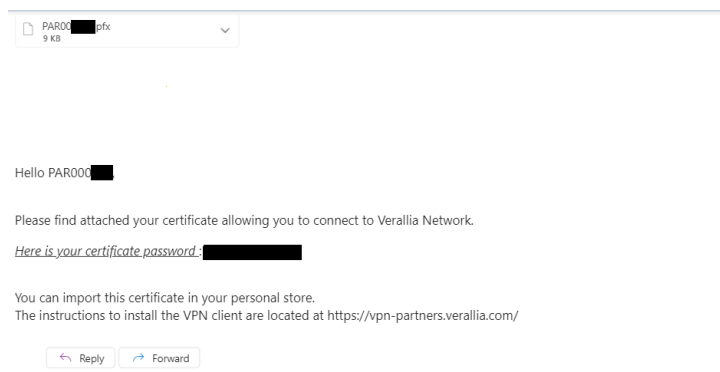 PAR00 pfx
9 KB
Hello PAR000
Please find attached your certificate allowing you to connect to Verallia Network.
Here is your certificate password :
You can import this certificate in your personal store.
The instructions to install the VPN client are located at https://vpn-partners.verallia.com/
Reply Forward